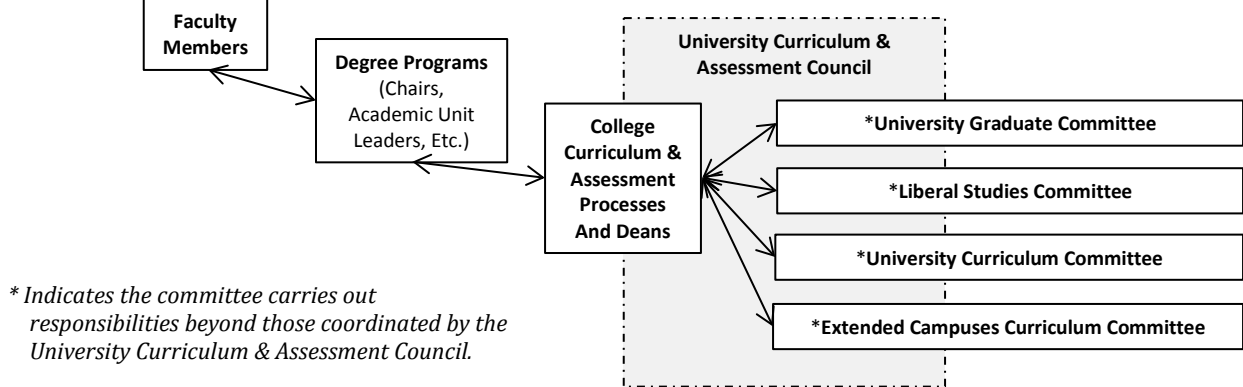 Faculty
Members
Degree Programs
(Chairs,
Academic Unit
Leaders, Etc.)
College
Curriculum &
Assessment
Processes
And Deans
University Curriculum &
Assessment Council
*University Graduate Committee
*Liberal Studies Committee
*University Curriculum Committee
*Extended Campuses Curriculum Committee
* Indicates the committee carries out
responsibilities beyond those coordinated by the
University Curriculum & Assessment Council.